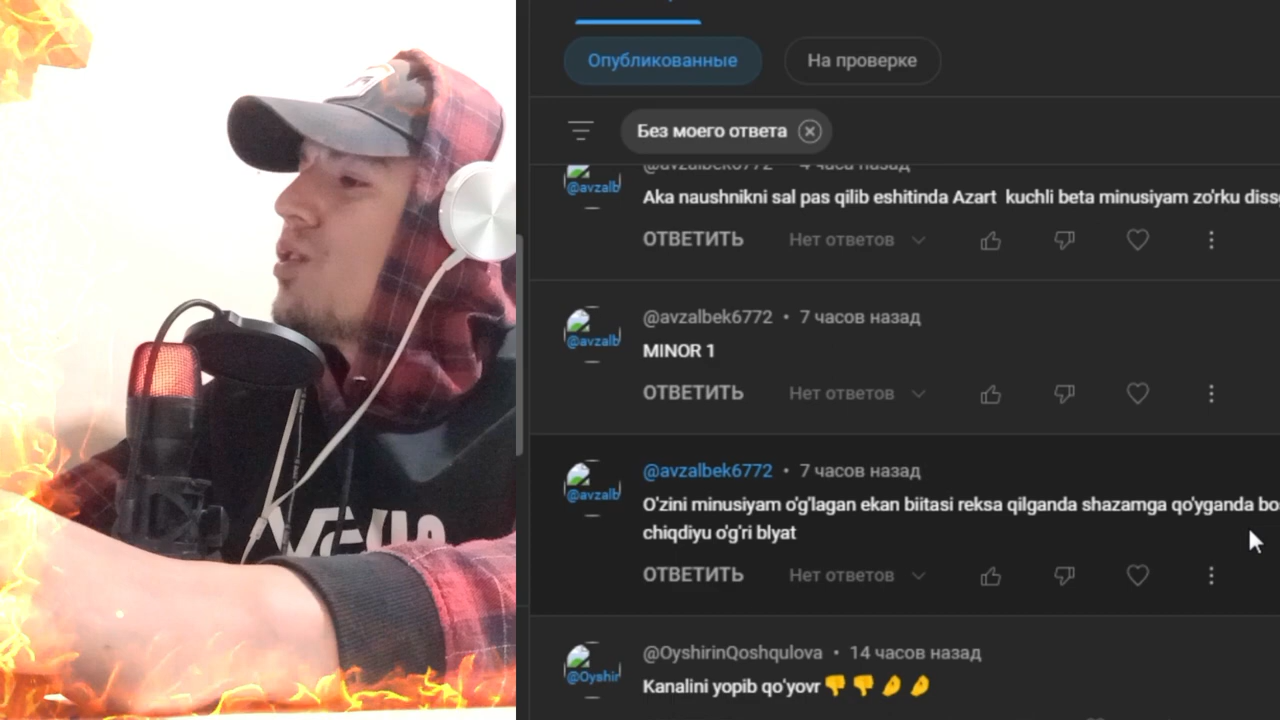 Опубликованные
На проверке
Без моего ответа
@avzalbek6772 • 4 часа назад
@avzalb
Aka naushnikni sal pas qilib eshitinda Azart kuchli beta minusiyam zo'rku
ОТВЕТИТЬ Нет ответов
@avzalbek6772 • 7 часов назад
@avzalb
MINOR 1
ОТВЕТИТЬ Нет ответов
@avzalbek6772 • 7 часов назад
@avzalb
O'zini minusiyam o'g'lagan ekan biitasi reksa qilganda shazamga qo'yganda
chiqdiyu o'g'ri blyat
ОТВЕТИТЬ Нет ответов
@OyshirinQoshqulova • 14 часов назад
@Oyshir
Kanalini yopib qo'yovr 👎👎🤌🤌